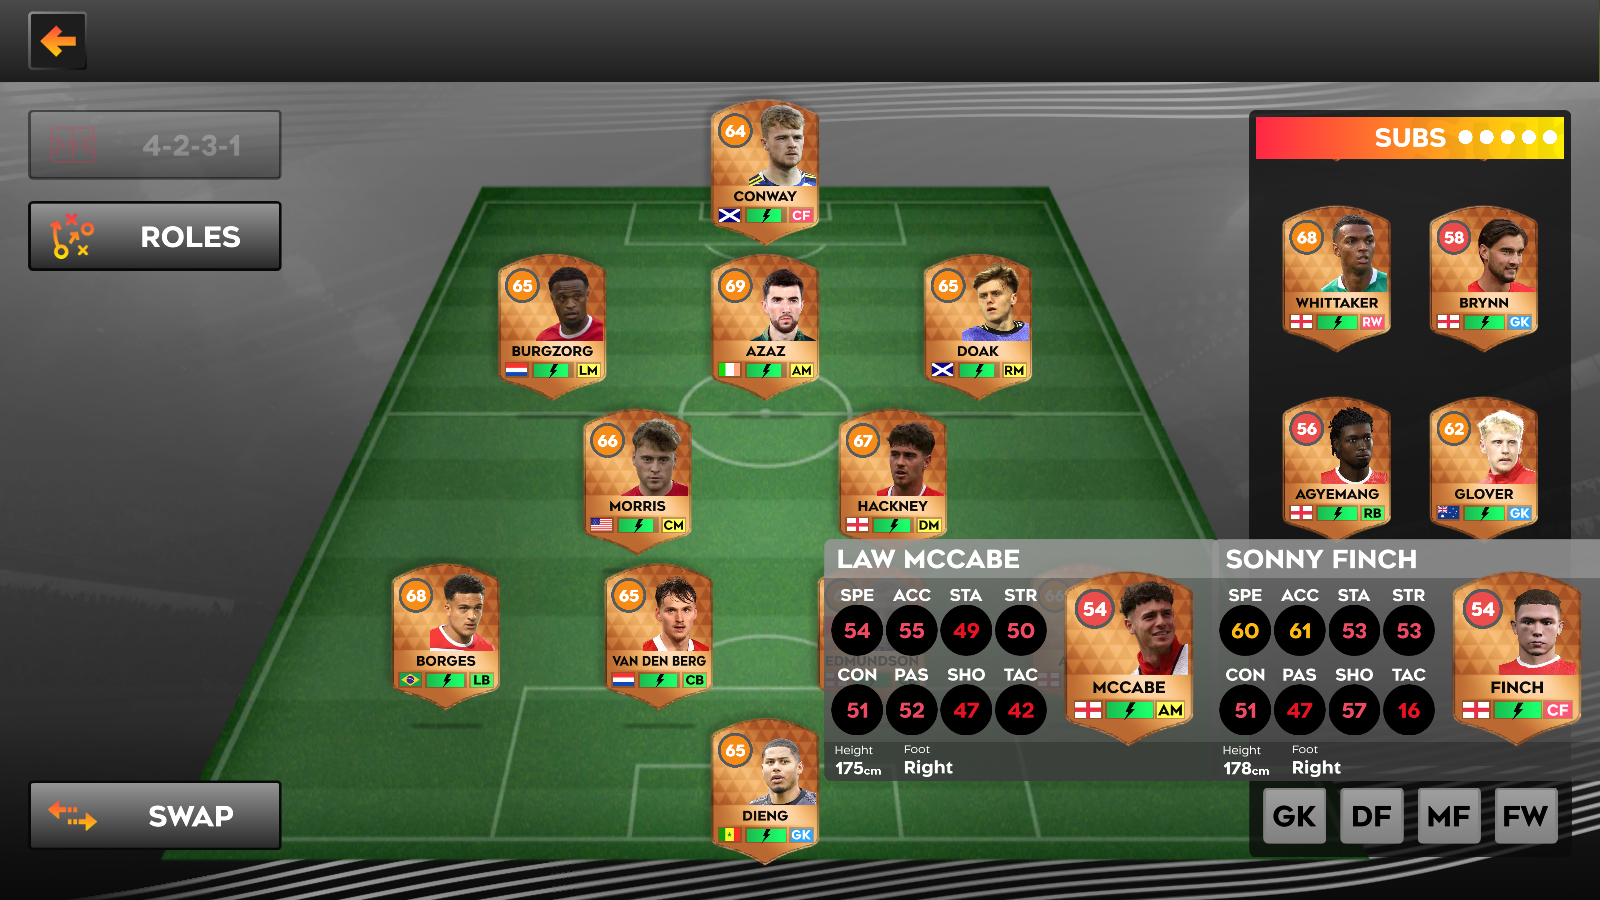 4-2-3-1
ROLES
SWAP
64
CONWAY
CF
65
BURGZORG
LM
69
AZAZ
AM
65
DOAK
RM
66
MORRIS
CM
67
HACKNEY
DM
68
BORGES
LB
65
VAN DEN BERG
CB
EDMUNDSON
66
65
DIENG
GK
SUBS
68
WHITTAKER
RW
58
BRYNN
GK
56
AGYEMANG
RB
62
GLOVER
GK
LAW MCCABE
SPE ACC STA STR
54 55 49 50
CON PAS SHO TAC
51 52 47 42
Height Foot
175cm Right
54
MCCABE
AM
SONNY FINCH
SPE ACC STA STR
60 61 53 53
CON PAS SHO TAC
51 47 57 16
Height Foot
178cm Right
54
FINCH
CF
GK DF MF FW